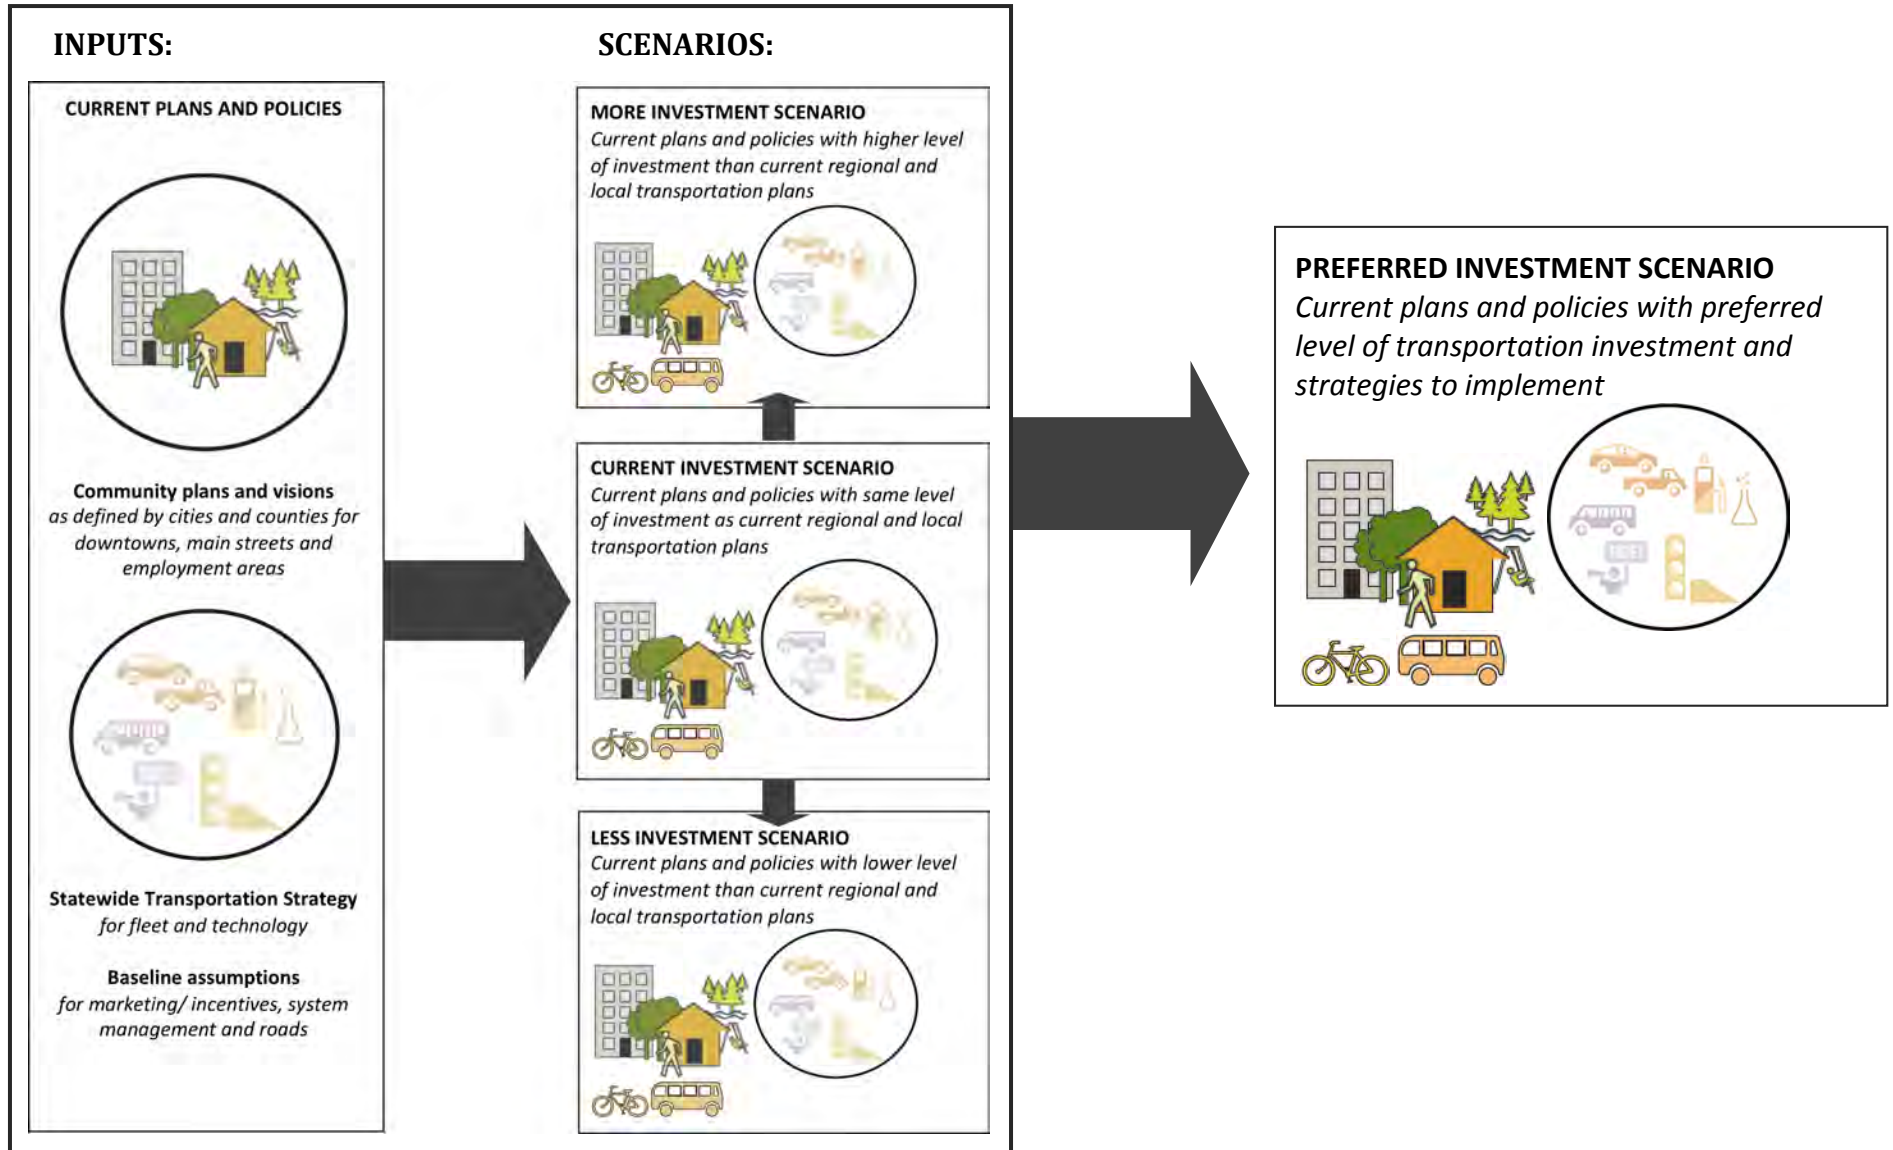 INPUTS:
CURRENT PLANS AND POLICIES
Community plans and visions
as defined by cities and counties for
downtowns, main streets and
employment areas
Statewide Transportation Strategy
for fleet and technology
Baseline assumptions
for marketing/ incentives, system
management and roads
SCENARIOS:
MORE INVESTMENT SCENARIO
Current plans and policies with higher level
of investment than current regional and
local transportation plans
CURRENT INVESTMENT SCENARIO
Current plans and policies with same level
of investment as current regional and local
transportation plans
LESS INVESTMENT SCENARIO
Current plans and policies with lower level
of investment than current regional and
local transportation plans
PREFERRED INVESTMENT SCENARIO
Current plans and policies with preferred
level of transportation investment and
strategies to implement